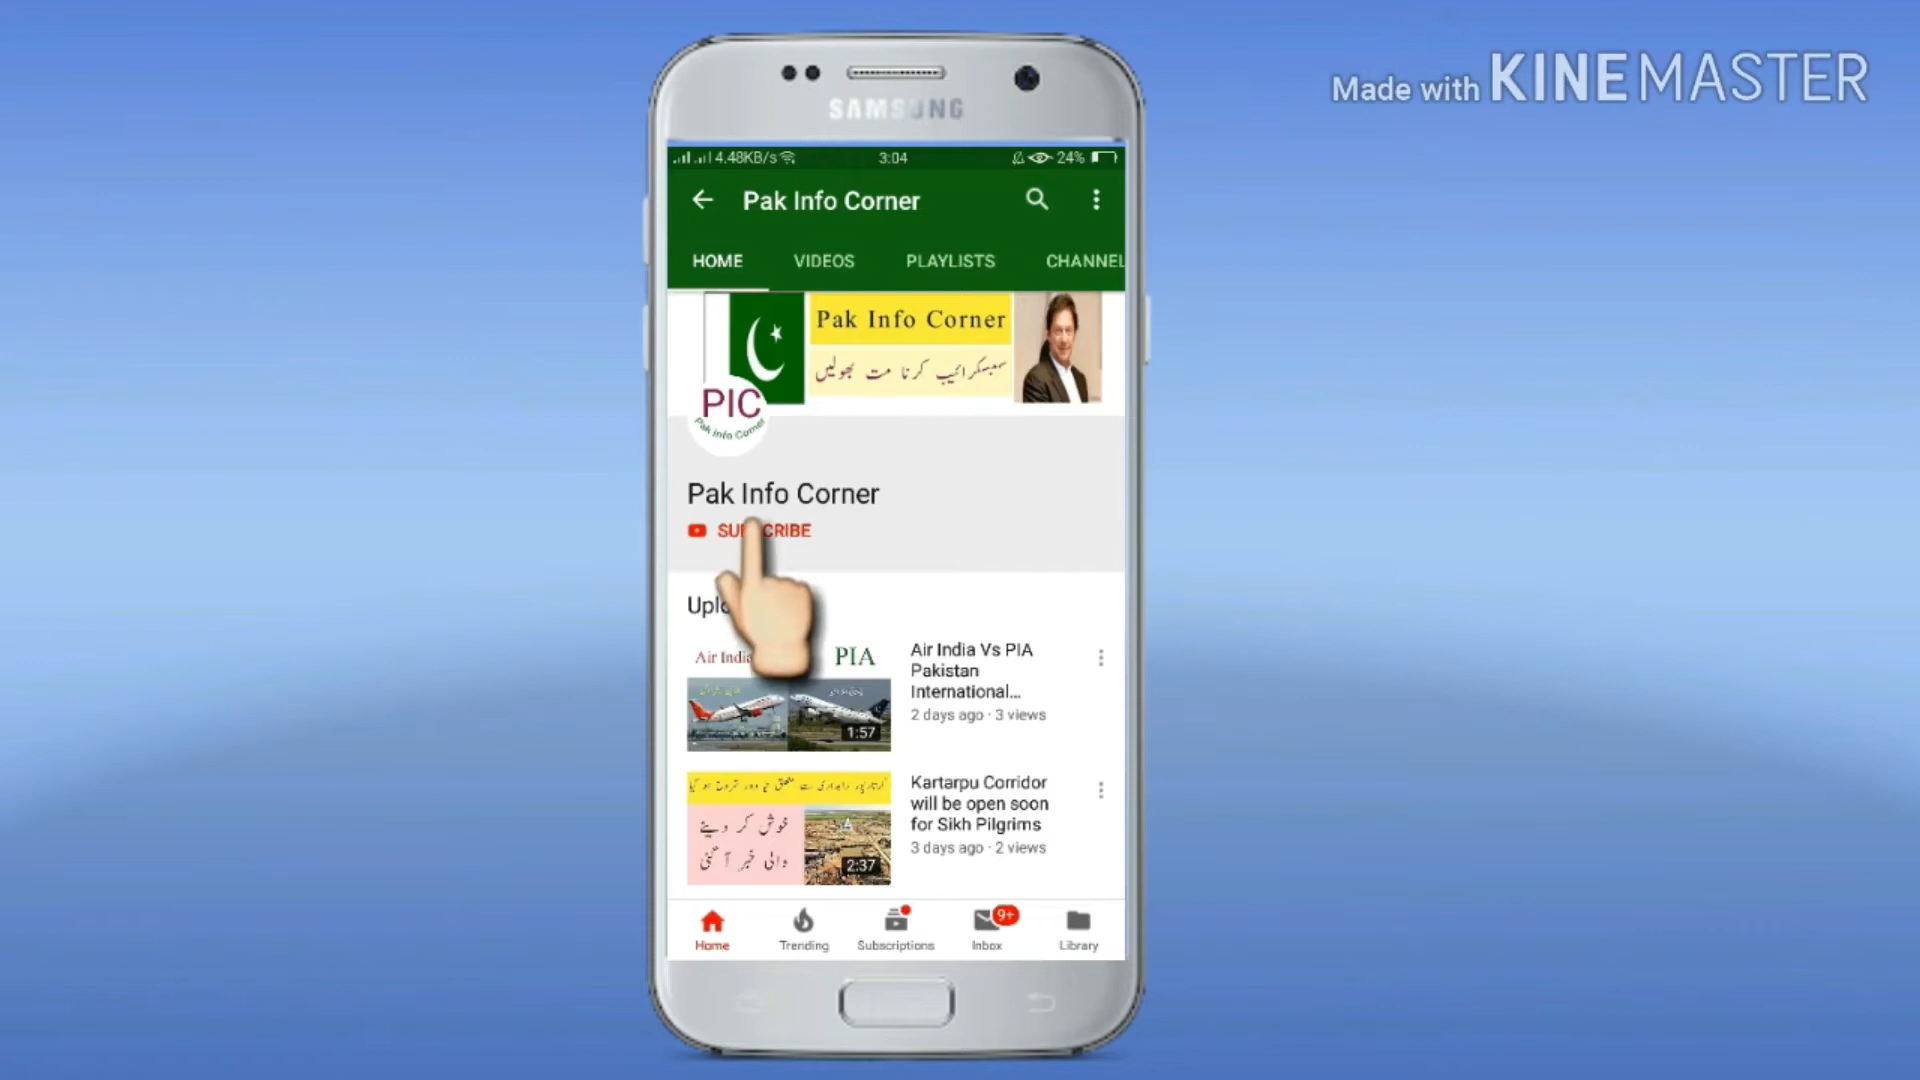 Made with KINEMASTER
SAMSUNG
4.48KB/s
3:04
24%
Pak Info Corner
HOME
VIDEOS
PLAYLISTS
CHANNEL
Pak Info Corner
سبسکرائیب کرنا مت بھولیں
PIC
Pak Info Corner
Pak Info Corner
SU CRIBE
Uplo
Air India
PIA
1:57
Air India Vs PIA
Pakistan
International...
2 days ago · 3 views
خوش کر دینے
والی خبر آ گئی
2:37
Kartarpu Corridor
will be open soon
for Sikh Pilgrims
3 days ago · 2 views
Home
Trending
Subscriptions
9+
Inbox
Library